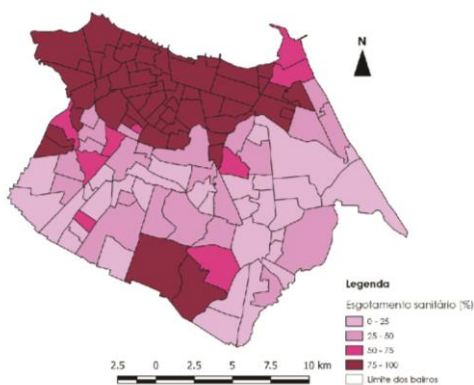 N
Legenda
Esgotamento sanitário (%)
0 - 25
25 - 50
50 - 75
75 - 100
Limite dos bairros
2.5 0 2.5 5 7.5 10 km